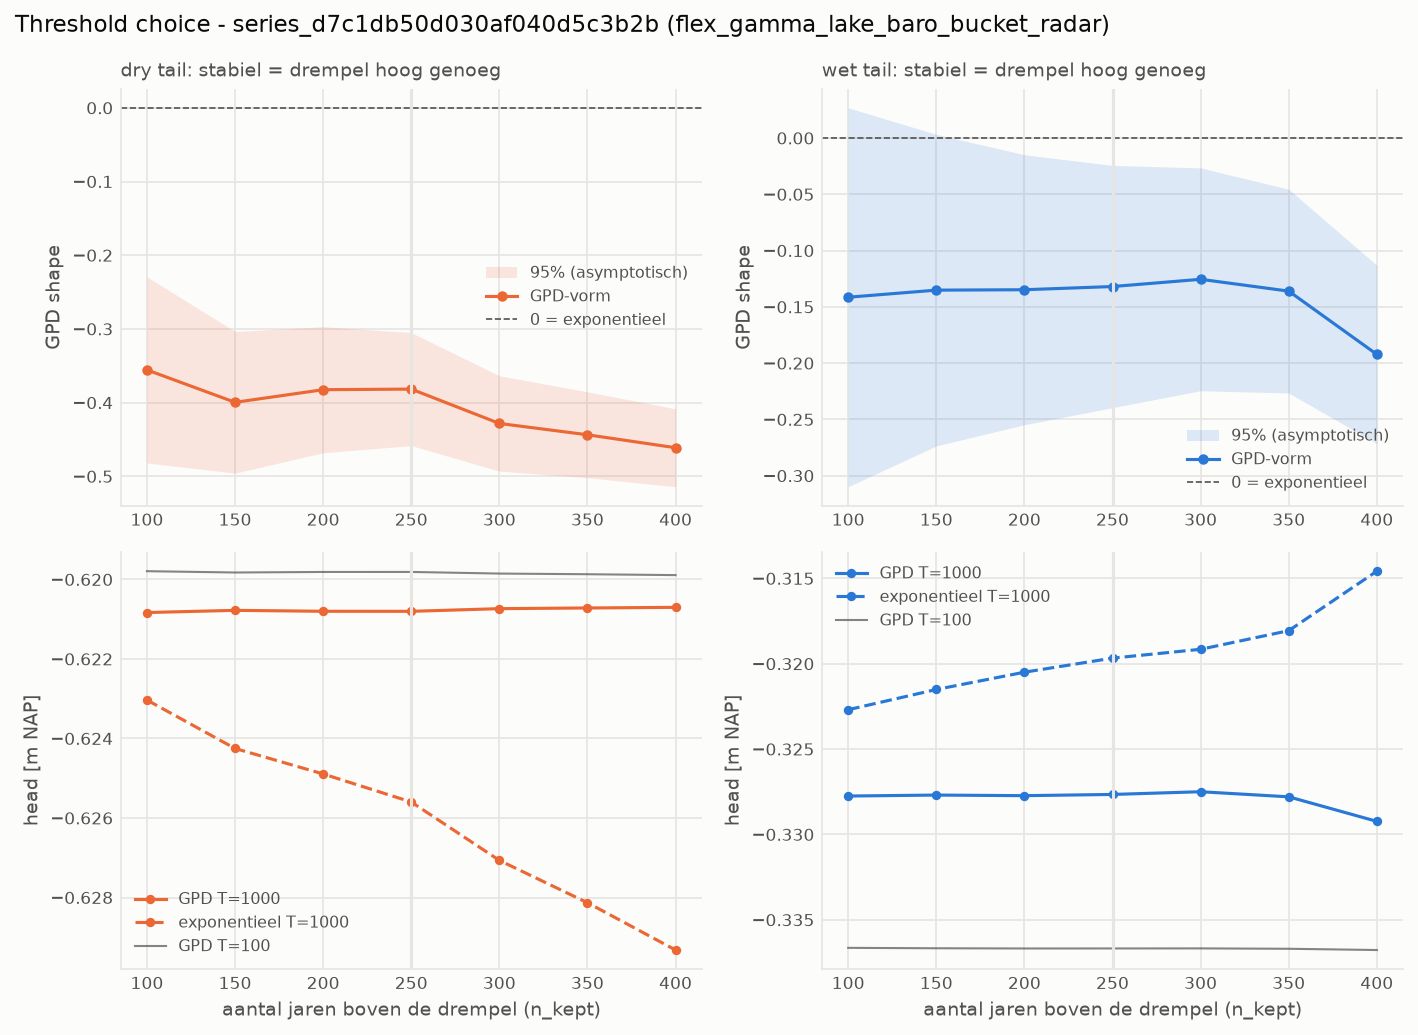 Threshold choice - series_d7c1db50d030af040d5c3b2b (flex_gamma_lake_baro_bucket_radar)
dry tail: stabiel = drempel hoog genoeg
0.0
−0.1
−0.2
−0.3
−0.4
−0.5
GPD shape
95% (asymptotisch)
GPD-vorm
0 = exponentieel
100 150 200 250 300 350 400
wet tail: stabiel = drempel hoog genoeg
0.00
−0.05
−0.10
−0.15
−0.20
−0.25
−0.30
GPD shape
95% (asymptotisch)
GPD-vorm
0 = exponentieel
100 150 200 250 300 350 400
−0.620
−0.622
−0.624
−0.626
−0.628
head [m NAP]
GPD T=1000
exponentieel T=1000
GPD T=100
100 150 200 250 300 350 400
aantal jaren boven de drempel (n_kept)
−0.315
−0.320
−0.325
−0.330
−0.335
head [m NAP]
GPD T=1000
exponentieel T=1000
GPD T=100
100 150 200 250 300 350 400
aantal jaren boven de drempel (n_kept)